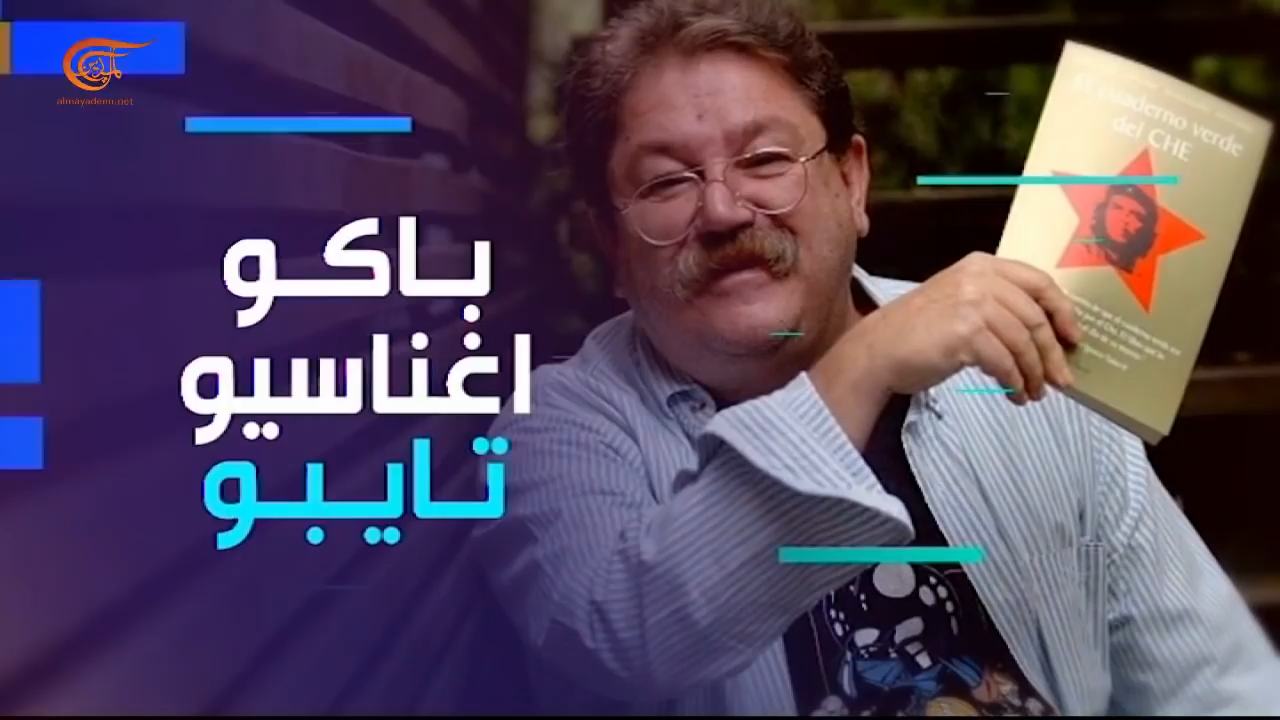 الميادين
almayadeen.net
باكو
اغناسيو
تايبو
El cuaderno verde
del CHE